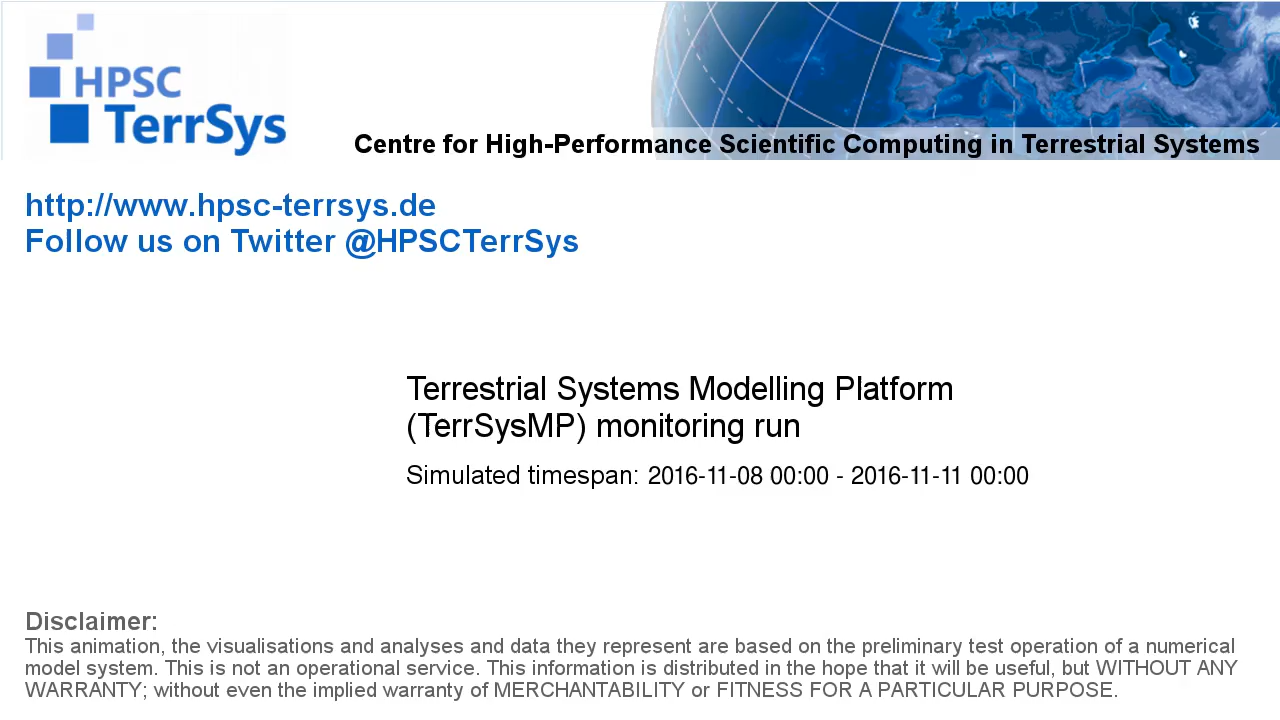 HPSC
TerrSys
Centre for High-Performance Scientific Computing in Terrestrial Systems
http://www.hpsc-terrsys.de
Follow us on Twitter @HPSCTerrSys
Terrestrial Systems Modelling Platform
(TerrSysMP) monitoring run
Simulated timespan: 2016-11-08 00:00 - 2016-11-11 00:00
Disclaimer:
This animation, the visualisations and analyses and data they represent are based on the preliminary test operation of a numerical
model system. This is not an operational service. This information is distributed in the hope that it will be useful, but WITHOUT ANY
WARRANTY; without even the implied warranty of MERCHANTABILITY or FITNESS FOR A PARTICULAR PURPOSE.